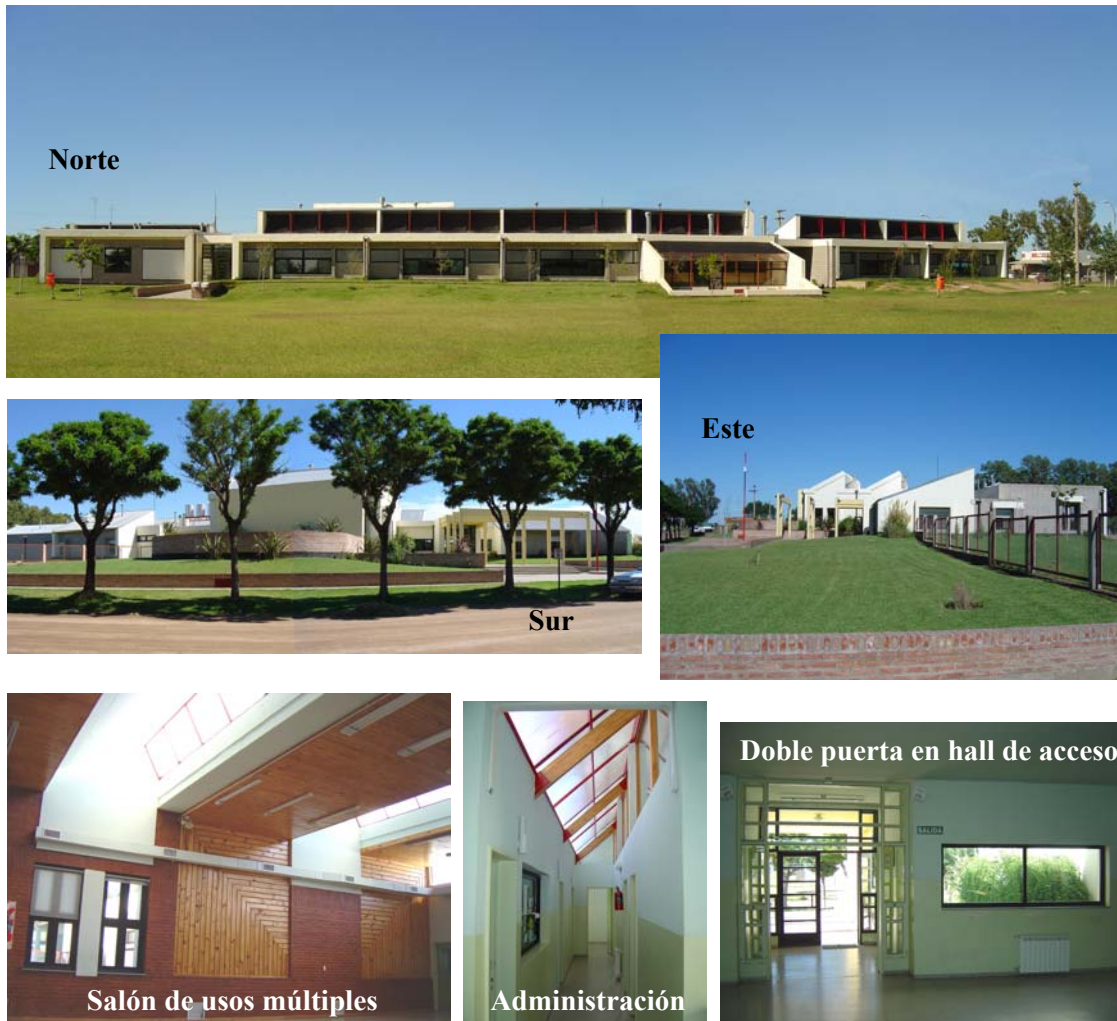 Norte
Este
Sur
Salón de usos múltiples
Administración
Doble puerta en hall de acceso
SALIDA